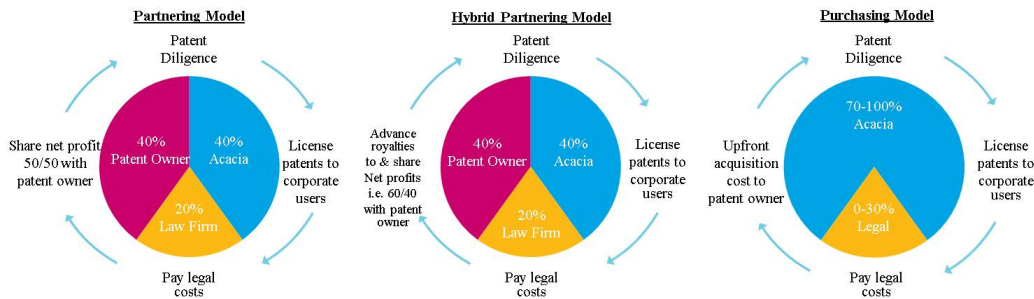 Partnering Model
Patent
Diligence
40%
Patent Owner
40%
Acacia
20%
Law Firm
Share net profit
50/50 with
patent owner
License
patents to
corporate
users
Pay legal
costs
Hybrid Partnering Model
Patent
Diligence
40%
Patent Owner
40%
Acacia
20%
Law Firm
Advance
royalties
to & share
Net profits
i.e. 60/40
with patent
owner
License
patents to
corporate
users
Pay legal
costs
Purchasing Model
Patent
Diligence
70-100%
Acacia
0-30%
Legal
Upfront
acquisition
cost to
patent owner
License
patents to
corporate
users
Pay legal
costs